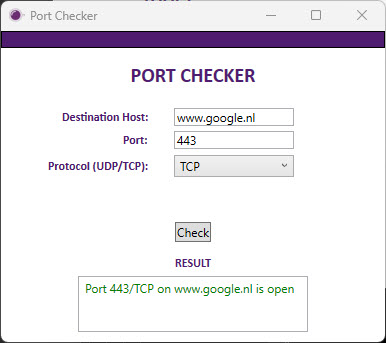 Port Checker
PORT CHECKER
Destination Host: www.google.nl
Port: 443
Protocol (UDP/TCP): TCP
Check
RESULT
Port 443/TCP on www.google.nl is open